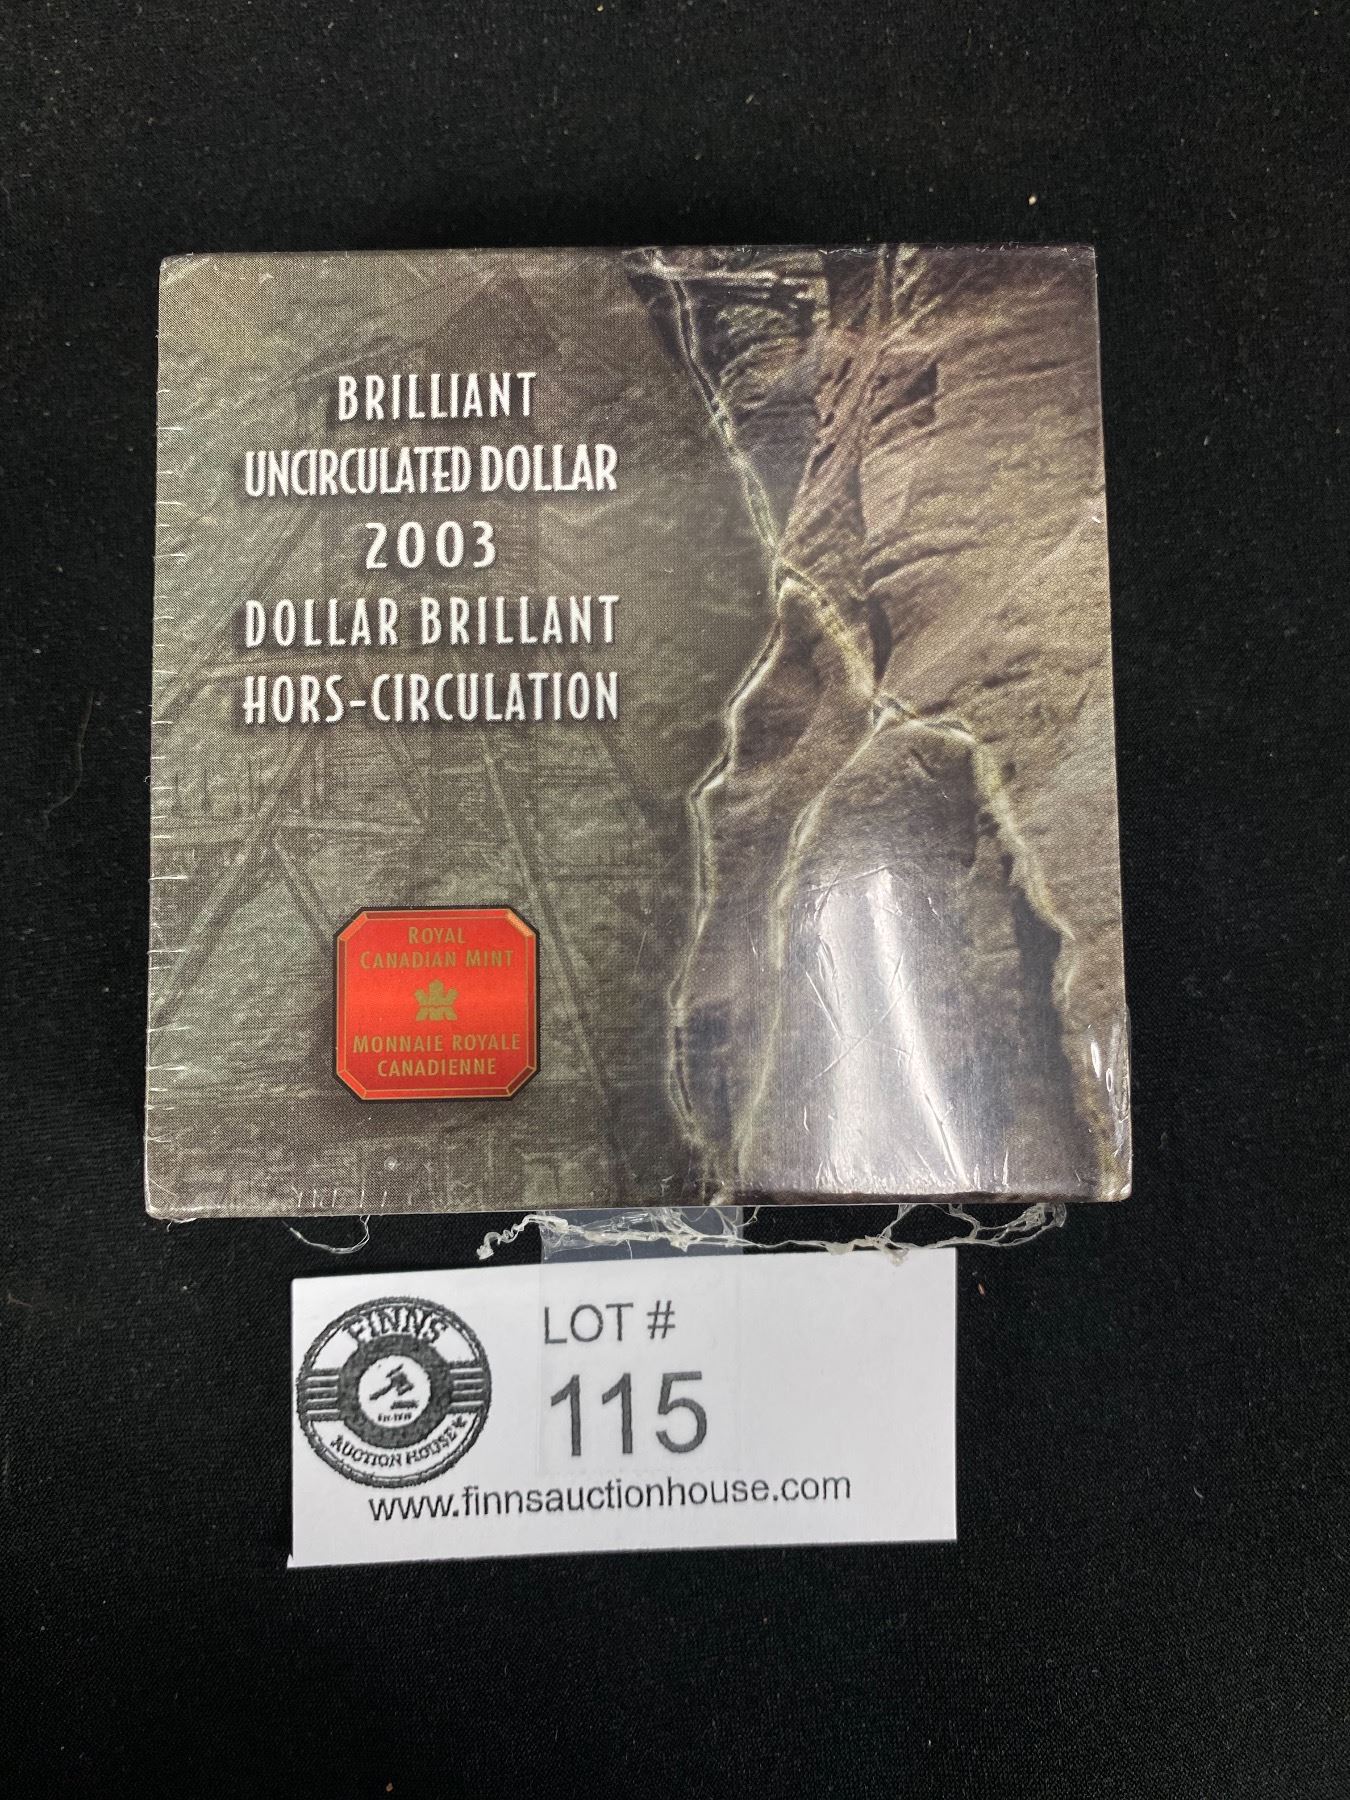 BRILLIANT
UNCIRCULATED DOLLAR
2003
DOLLAR BRILLANT
HORS-CIRCULATION
ROYAL
CANADIAN MINT
MONNAIE ROYALE
CANADIENNE
FINNS
AUCTION HOUSE
LOT #
115
www.finnsauctionhouse.com